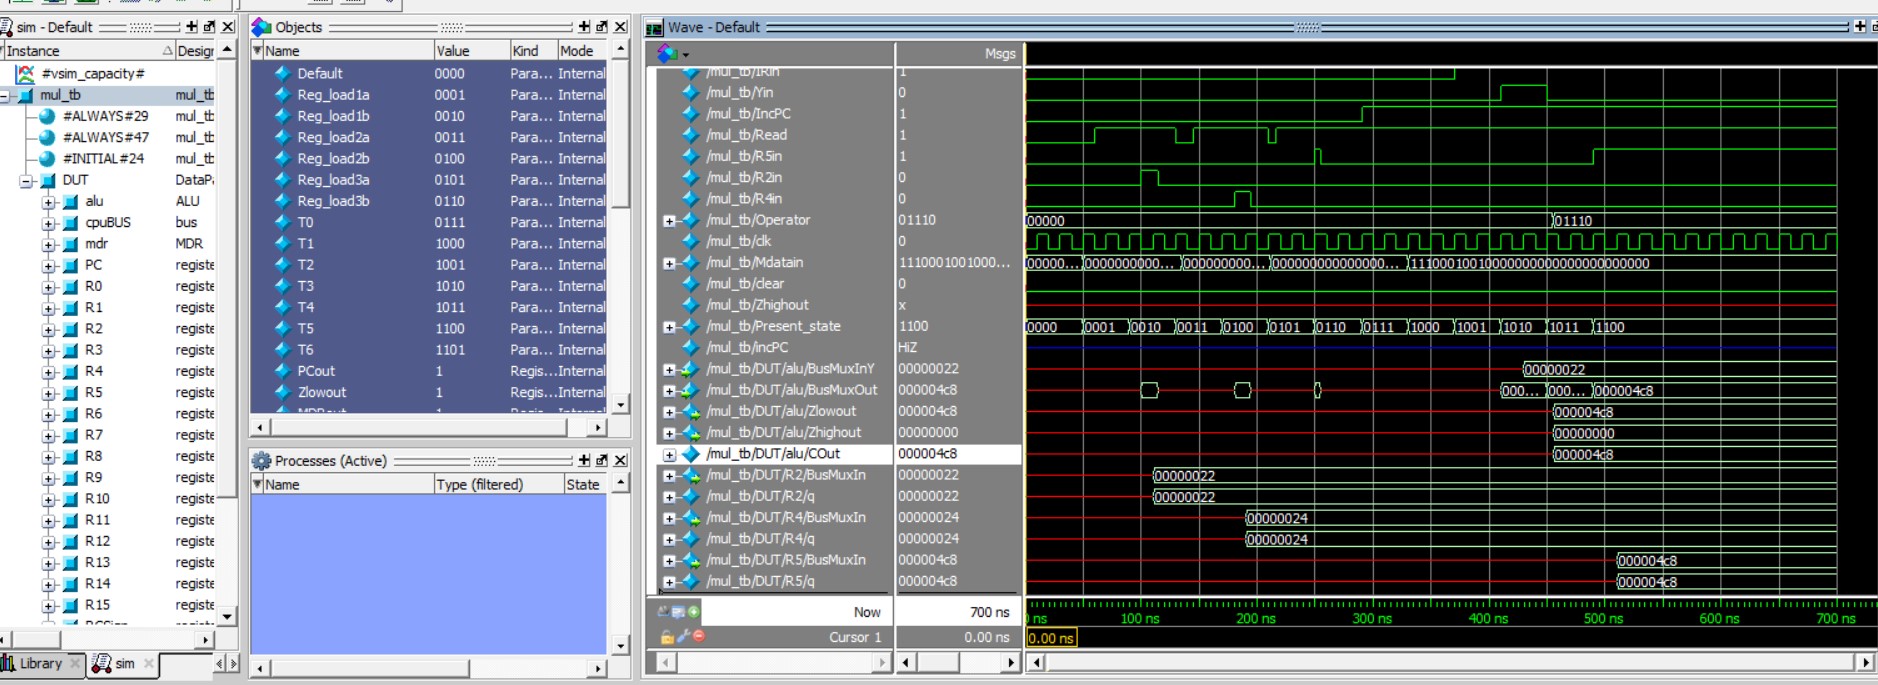 sim - Default
Instance Design
#vsim_capacity#
mul_tb mul_tb
#ALWAYS#29 mul_tb
#ALWAYS#47 mul_tb
#INITIAL#24 mul_tb
DUT DataPa
alu ALU
cpuBUS bus
mdr MDR
PC registe
R0 registe
R1 registe
R2 registe
R3 registe
R4 registe
R5 registe
R6 registe
R7 registe
R8 registe
R9 registe
R10 registe
R11 registe
R12 registe
R13 registe
R14 registe
R15 registe
Library sim
Objects
Name Value Kind Mode
Default 0000 Para... Internal
Reg_load1a 0001 Para... Internal
Reg_load1b 0010 Para... Internal
Reg_load2a 0011 Para... Internal
Reg_load2b 0100 Para... Internal
Reg_load3a 0101 Para... Internal
Reg_load3b 0110 Para... Internal
T0 0111 Para... Internal
T1 1000 Para... Internal
T2 1001 Para... Internal
T3 1010 Para... Internal
T4 1011 Para... Internal
T5 1100 Para... Internal
T6 1101 Para... Internal
PCout 1 Regis...Internal
Zlowout 1 Regis...Internal
Processes (Active)
Name Type (filtered) State
Wave - Default
Msgs
/mul_tb/IRin 1
/mul_tb/Yin 0
/mul_tb/IncPC 1
/mul_tb/Read 1
/mul_tb/R5in 1
/mul_tb/R2in 0
/mul_tb/R4in 0
/mul_tb/Operator 01110 00000 01110
/mul_tb/clk 0
/mul_tb/Mdatain 1110001001000... 00000... 0000000000... 000000000... 000000000000000... 11100010010000000000000000000000
/mul_tb/clear 0
/mul_tb/Zhighout x
/mul_tb/Present_state 1100 0000 0001 0010 0011 0100 0101 0110 0111 1000 1001 1010 1011 1100
/mul_tb/incPC HiZ
/mul_tb/DUT/alu/BusMuxInY 00000022 00000022
/mul_tb/DUT/alu/BusMuxOut 000004c8 000... 000... 000004c8
/mul_tb/DUT/alu/Zlowout 000004c8 000004c8
/mul_tb/DUT/alu/Zhighout 00000000 00000000
/mul_tb/DUT/alu/COut 000004c8 000004c8
/mul_tb/DUT/R2/BusMuxIn 00000022 00000022
/mul_tb/DUT/R2/q 00000022 00000022
/mul_tb/DUT/R4/BusMuxIn 00000024 00000024
/mul_tb/DUT/R4/q 00000024 00000024
/mul_tb/DUT/R5/BusMuxIn 000004c8 000004c8
/mul_tb/DUT/R5/q 000004c8 000004c8
Now 700 ns ns 100 ns 200 ns 300 ns 400 ns 500 ns 600 ns 700 ns
Cursor 1 0.00 ns 0.00 ns